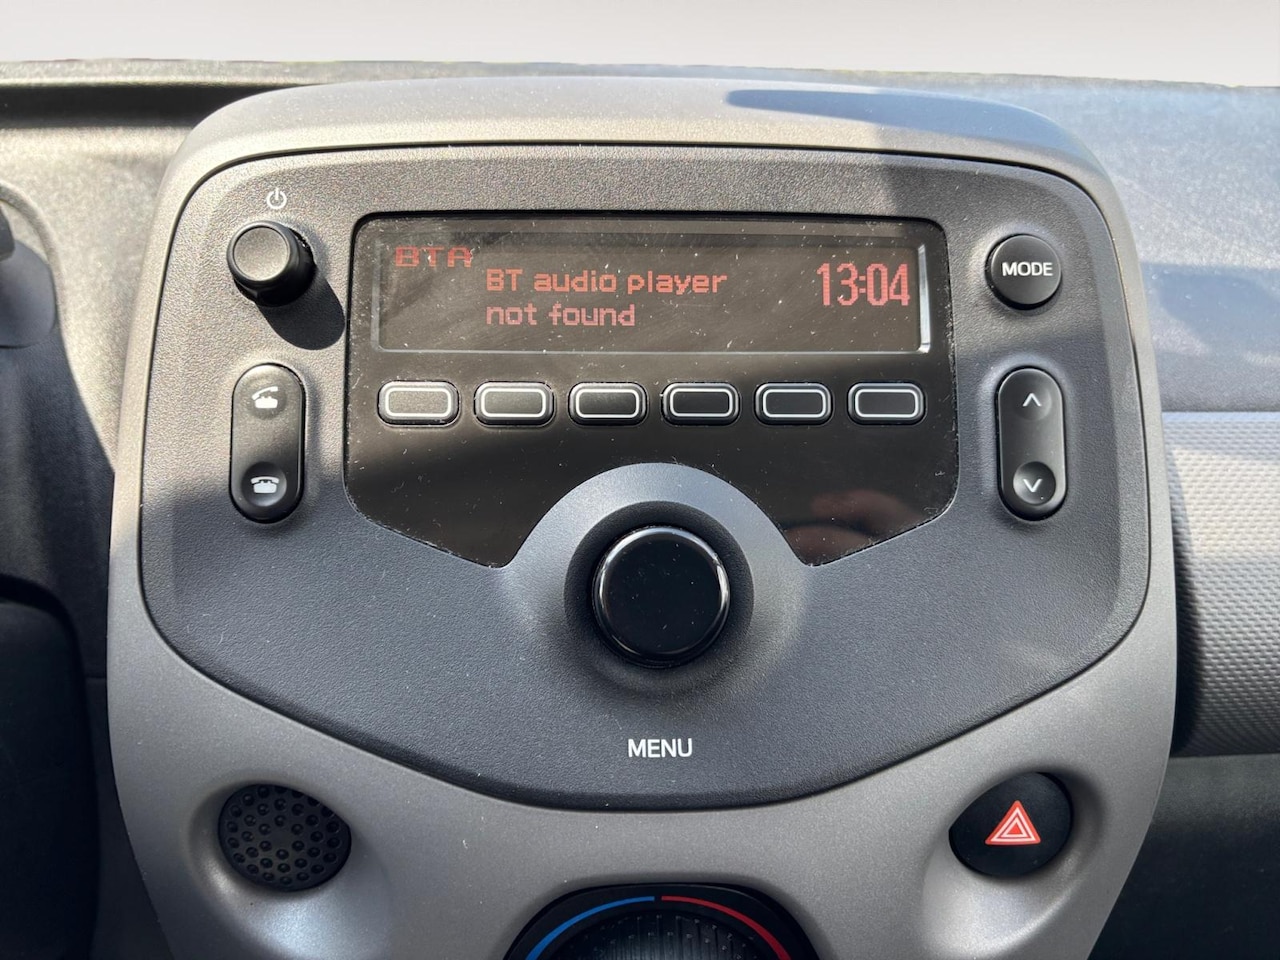 BTA
BT audio player
not found
13:04
MODE
MENU